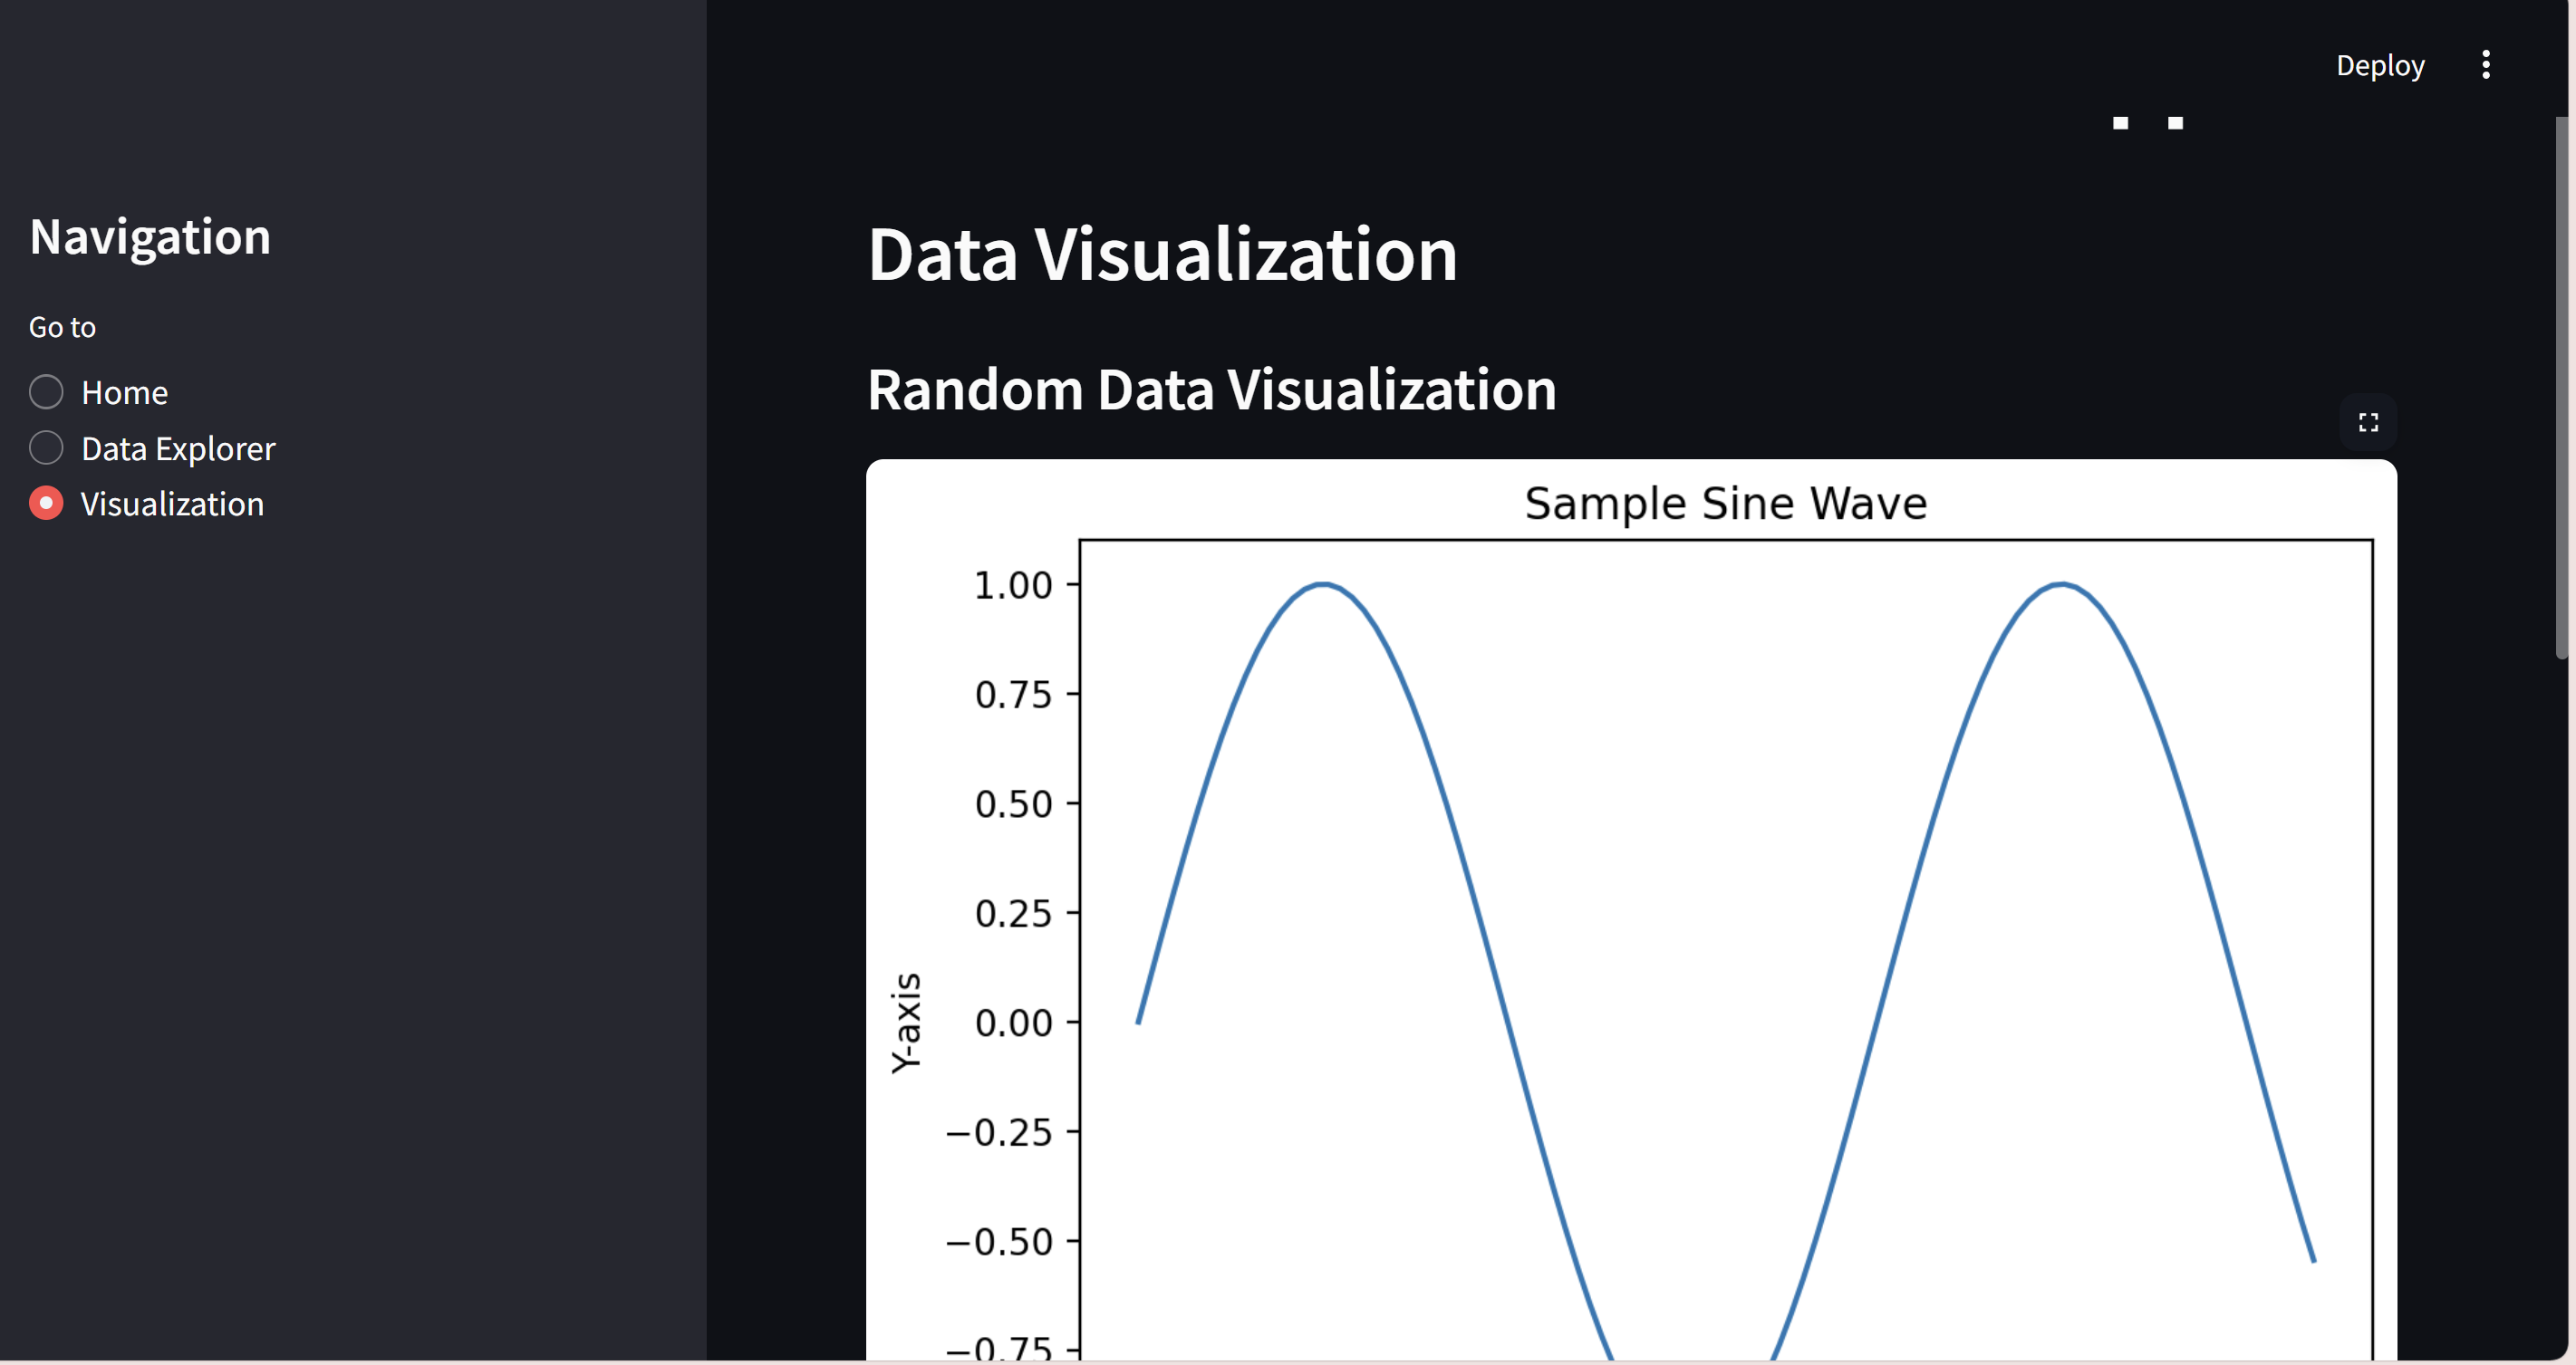 Deploy
Navigation
Go to
Home
Data Explorer
Visualization
Data Visualization
Random Data Visualization
Sample Sine Wave
1.00
0.75
0.50
0.25
0.00
Y-axis
−0.25
−0.50
−0.75